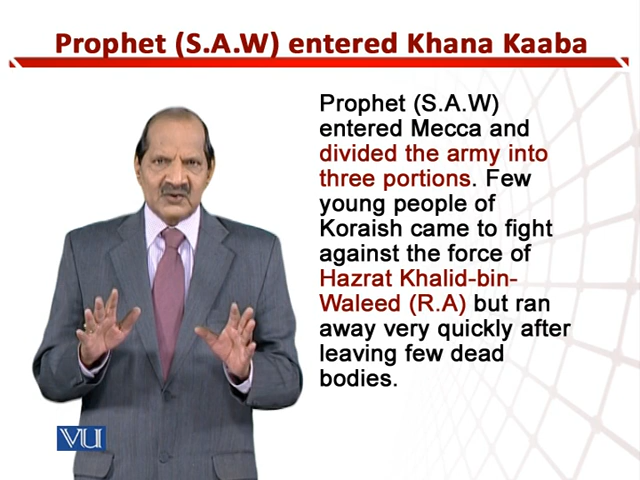 Prophet (S.A.W) entered Khana Kaaba
Prophet (S.A.W)
entered Mecca and
divided the army into
three portions. Few
young people of
Koraish came to fight
against the force of
Hazrat Khalid-bin-
Waleed (R.A) but ran
away very quickly after
leaving few dead
bodies.
VU